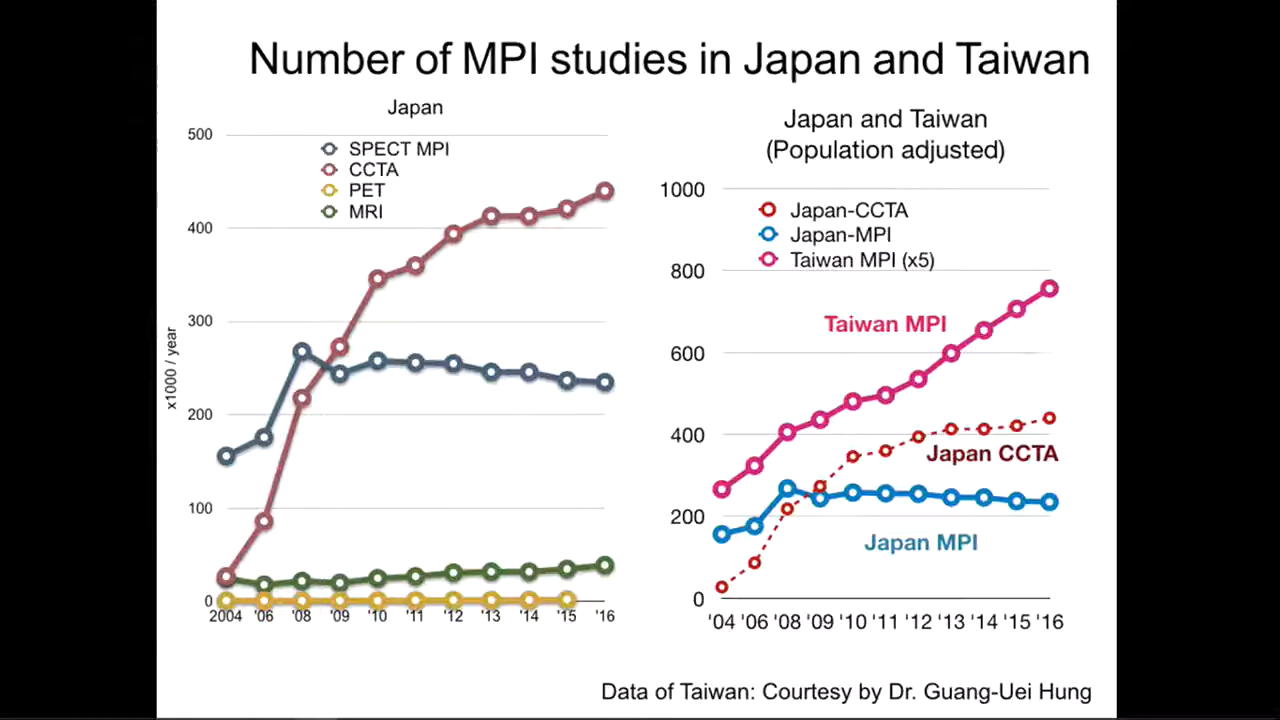 Number of MPI studies in Japan and Taiwan
Japan
500
SPECT MPI
CCTA
PET
MRI
400
300
x1000 / year
200
100
0
2004 '06 '08 '09 '10 '11 '12 '13 '14 '15 '16
Japan and Taiwan
(Population adjusted)
1000
Japan-CCTA
Japan-MPI
Taiwan MPI (x5)
800
Taiwan MPI
600
400
Japan CCTA
200
Japan MPI
0
'04 '06 '08 '09 '10 '11 '12 '13 '14 '15 '16
Data of Taiwan: Courtesy by Dr. Guang-Uei Hung